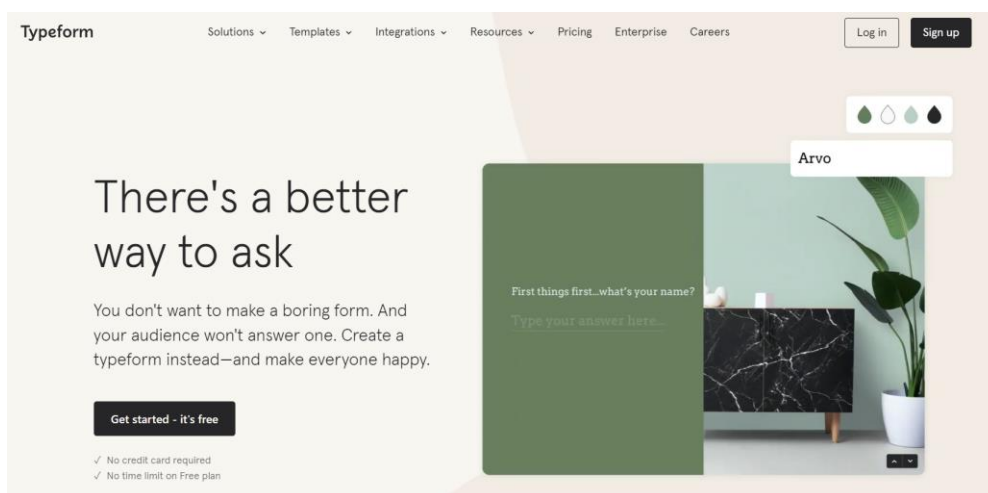 Typeform
Solutions
Templates
Integrations
Resources
Pricing
Enterprise
Careers
Log in
Sign up
Arvo
There's a better
way to ask
You don't want to make a boring form. And
your audience won't answer one. Create a
typeform instead—and make everyone happy.
Get started - it's free
✓ No credit card required
✓ No time limit on Free plan
First things first...what's your name?
Type your answer here...